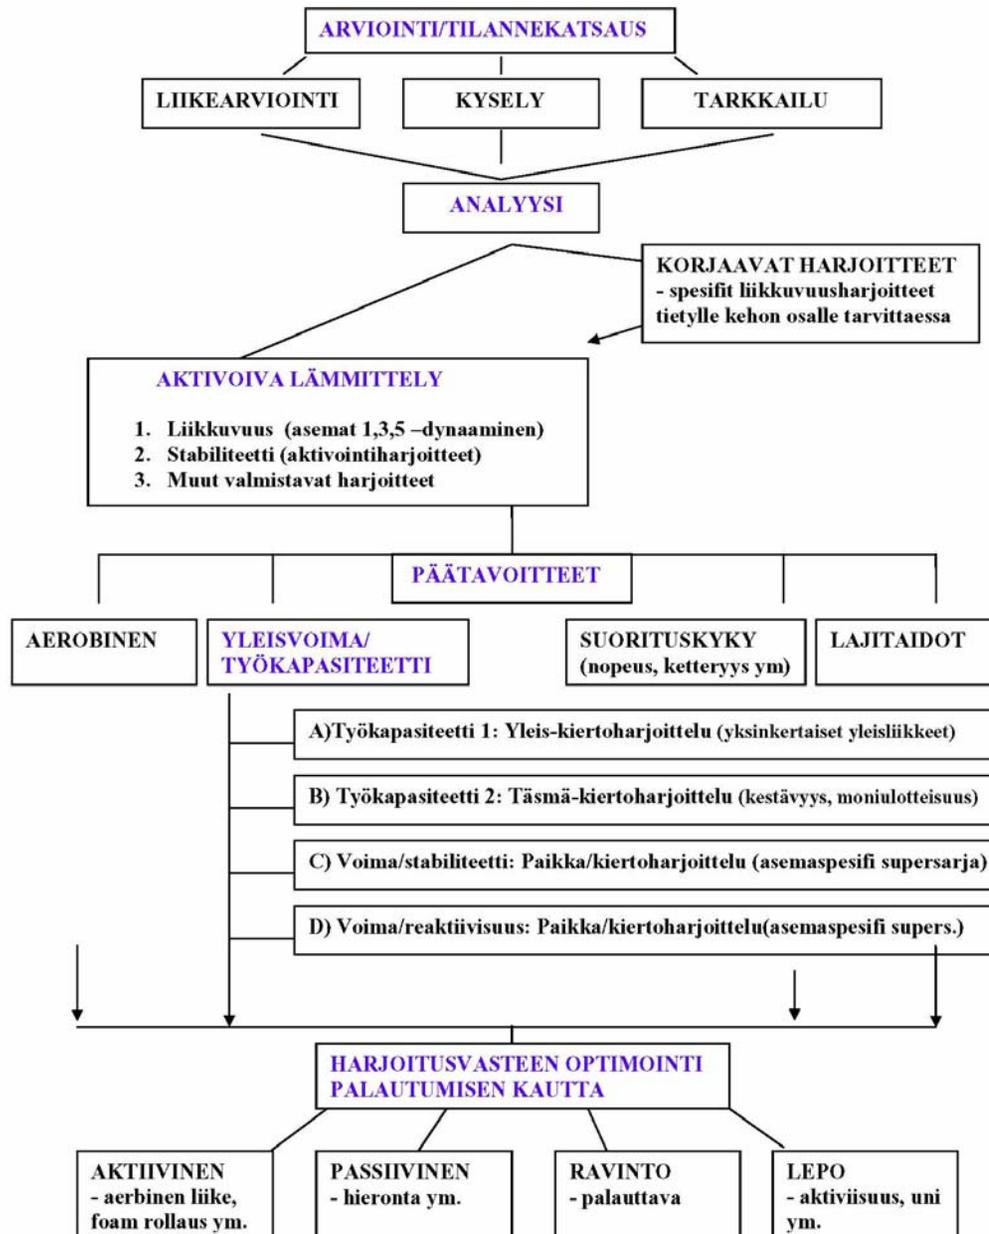 ARVIOINTI/TILANNEKATSAUS
LIIKEARVIOINTI
KYSELY
TARKKAILU
ANALYYSI
KORJAAVAT HARJOITTEET
- spesifit liikkuvuusharjoitteet
tietylle kehon osalle tarvittaessa
AKTIVOIVA LÄMMITTELY
1. Liikkuvuus (asemat 1,3,5 –dynaaminen)
2. Stabiliteetti (aktivointiharjoitteet)
3. Muut valmistavat harjoitteet
PÄÄTAVOITTEET
AEROBINEN
YLEISVOIMA/
TYÖKAPASITEETTI
SUORITUSKYKY
(nopeus, ketteryys ym)
LAJITAIDOT
A)Työkapasiteetti 1: Yleis-kiertoharjoittelu (yksinkertaiset yleisliikkeet)
B) Työkapasiteetti 2: Täsmä-kiertoharjoittelu (kestävyys, moniulotteisuus)
C) Voima/stabiliteetti: Paikka/kiertoharjoittelu (asemaspesifi supersarja)
D) Voima/reaktiivisuus: Paikka/kiertoharjoittelu(asemaspesifi supers.)
HARJOITUSVASTEEN OPTIMOINTI
PALAUTUMISEN KAUTTA
AKTIIVINEN
- aerbinen liike,
foam rollaus ym.
PASSIIVINEN
- hieronta ym.
RAVINTO
- palauttava
LEPO
- aktiviisuus, uni
ym.